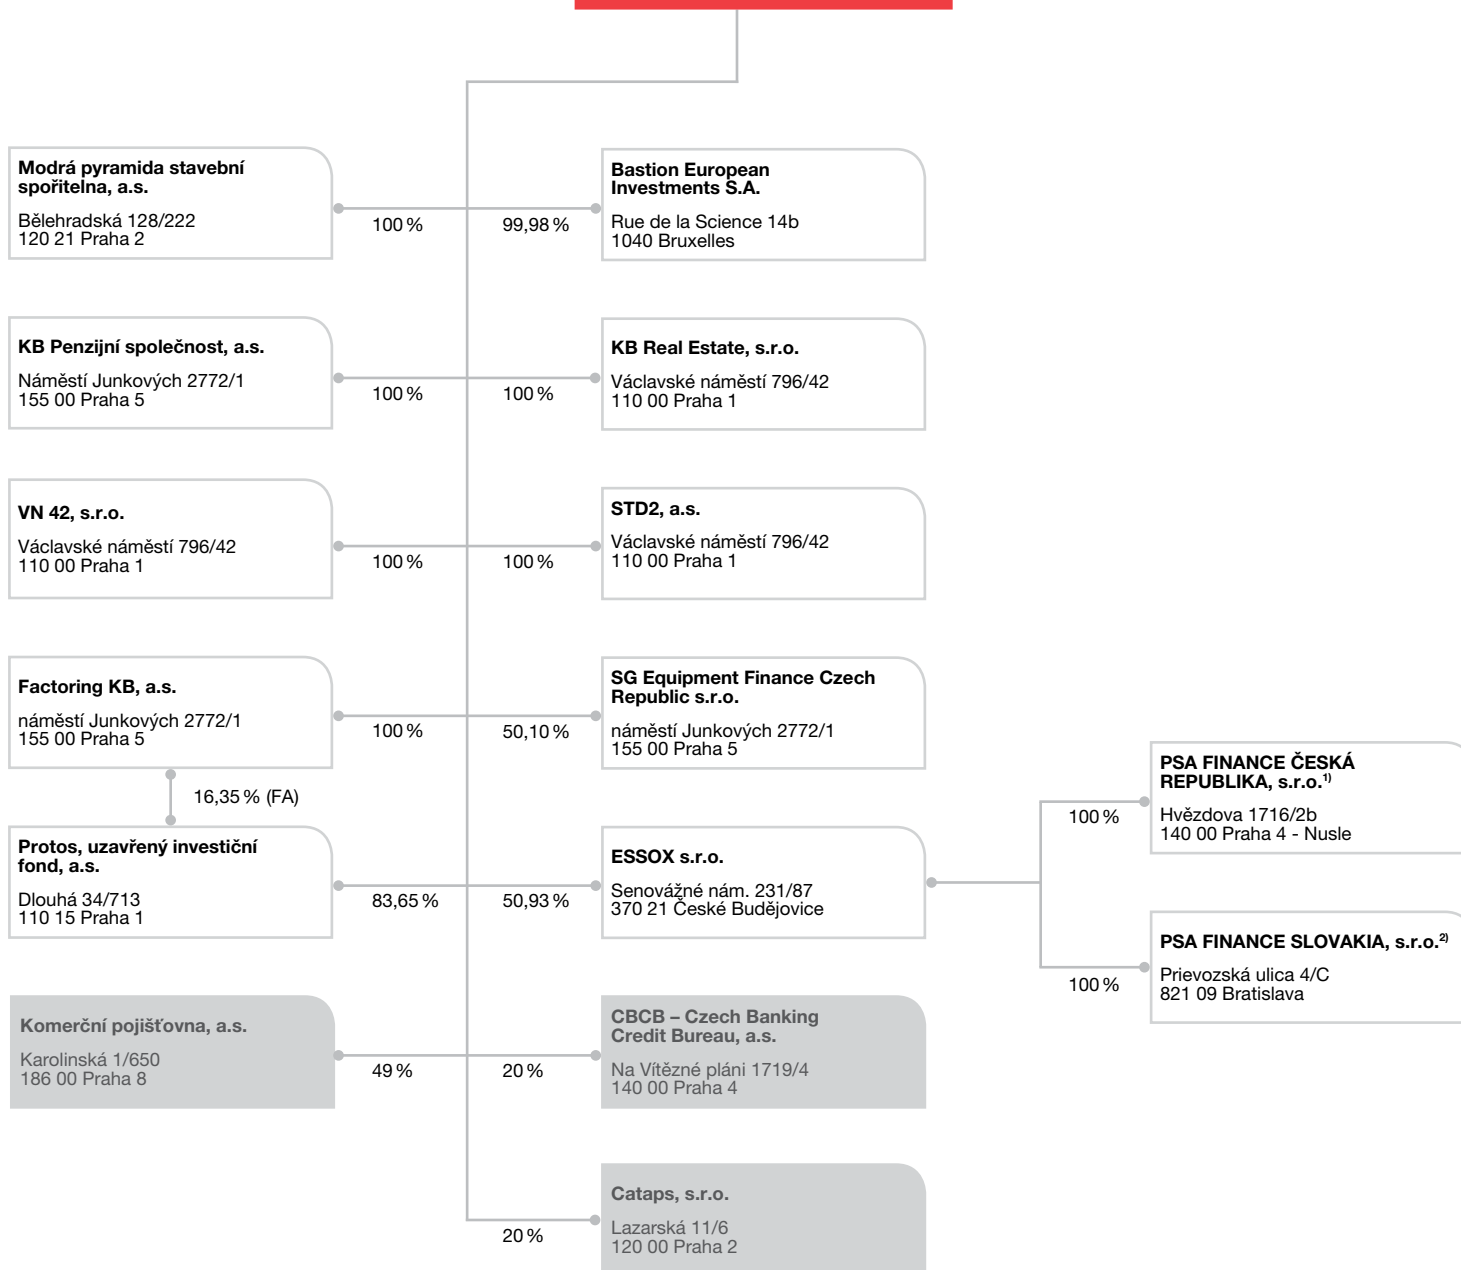 Modrá pyramida stavební
spořitelna, a.s.
Bělehradská 128/222
120 21 Praha 2
100 %
99,98 %
Bastion European
Investments S.A.
Rue de la Science 14b
1040 Bruxelles
KB Penzijní společnost, a.s.
Náměstí Junkových 2772/1
155 00 Praha 5
100 %
100 %
KB Real Estate, s.r.o.
Václavské náměstí 796/42
110 00 Praha 1
VN 42, s.r.o.
Václavské náměstí 796/42
110 00 Praha 1
100 %
100 %
STD2, a.s.
Václavské náměstí 796/42
110 00 Praha 1
Factoring KB, a.s.
náměstí Junkových 2772/1
155 00 Praha 5
100 %
50,10 %
SG Equipment Finance Czech
Republic s.r.o.
náměstí Junkových 2772/1
155 00 Praha 5
16,35 % (FA)
Protos, uzavřený investiční
fond, a.s.
Dlouhá 34/713
110 15 Praha 1
83,65 %
50,93 %
ESSOX s.r.o.
Senovážné nám. 231/87
370 21 České Budějovice
100 %
PSA FINANCE ČESKÁ
REPUBLIKA, s.r.o.¹⁾
Hvězdova 1716/2b
140 00 Praha 4 - Nusle
100 %
PSA FINANCE SLOVAKIA, s.r.o.²⁾
Prievozská ulica 4/C
821 09 Bratislava
Komerční pojišťovna, a.s.
Karolinská 1/650
186 00 Praha 8
49 %
20 %
CBCB – Czech Banking
Credit Bureau, a.s.
Na Vítězné pláni 1719/4
140 00 Praha 4
20 %
Cataps, s.r.o.
Lazarská 11/6
120 00 Praha 2